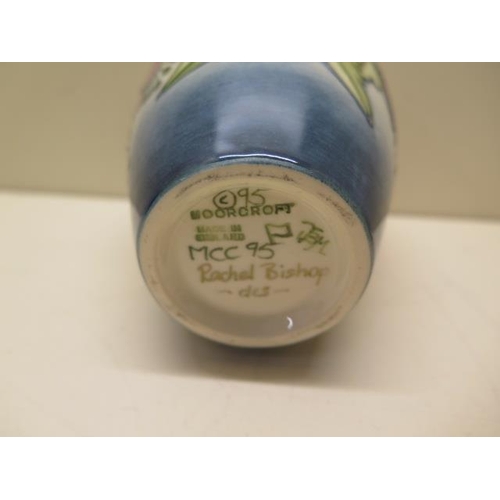 ©95
MOORCROFT
MADE IN
ENGLAND
MCC 95
Rachel Bishop
- des -